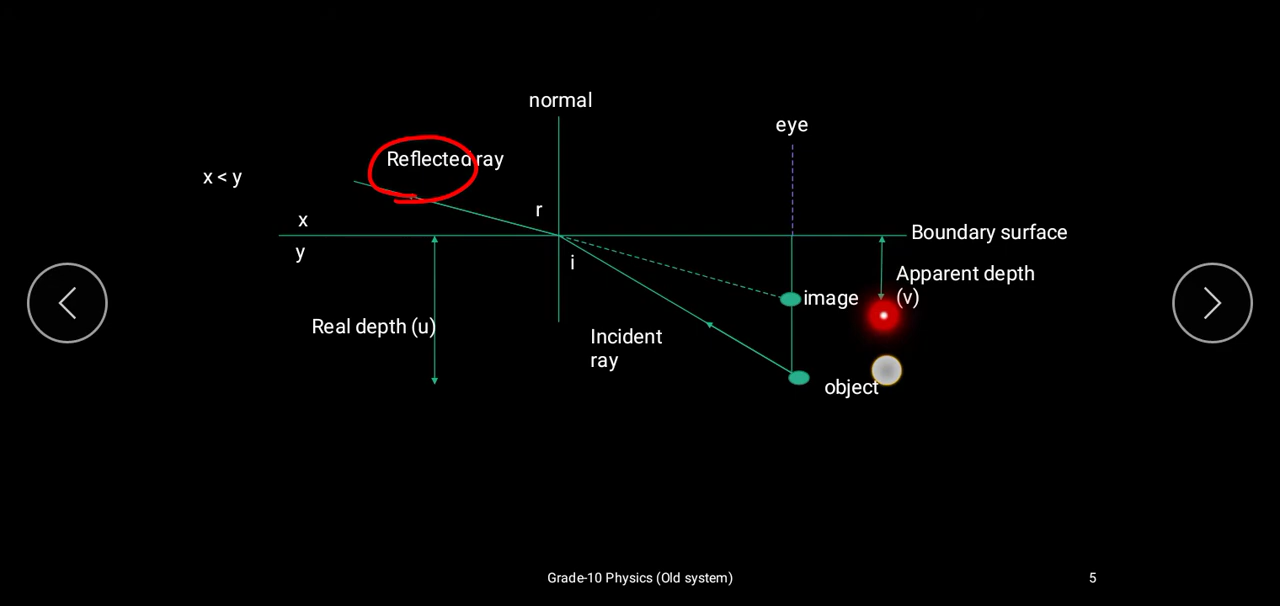 normal
eye
Reflected ray
x < y
r
x
Boundary surface
y
i
Apparent depth
(v)
image
Real depth (u)
Incident
ray
object
Grade-10 Physics (Old system)
5